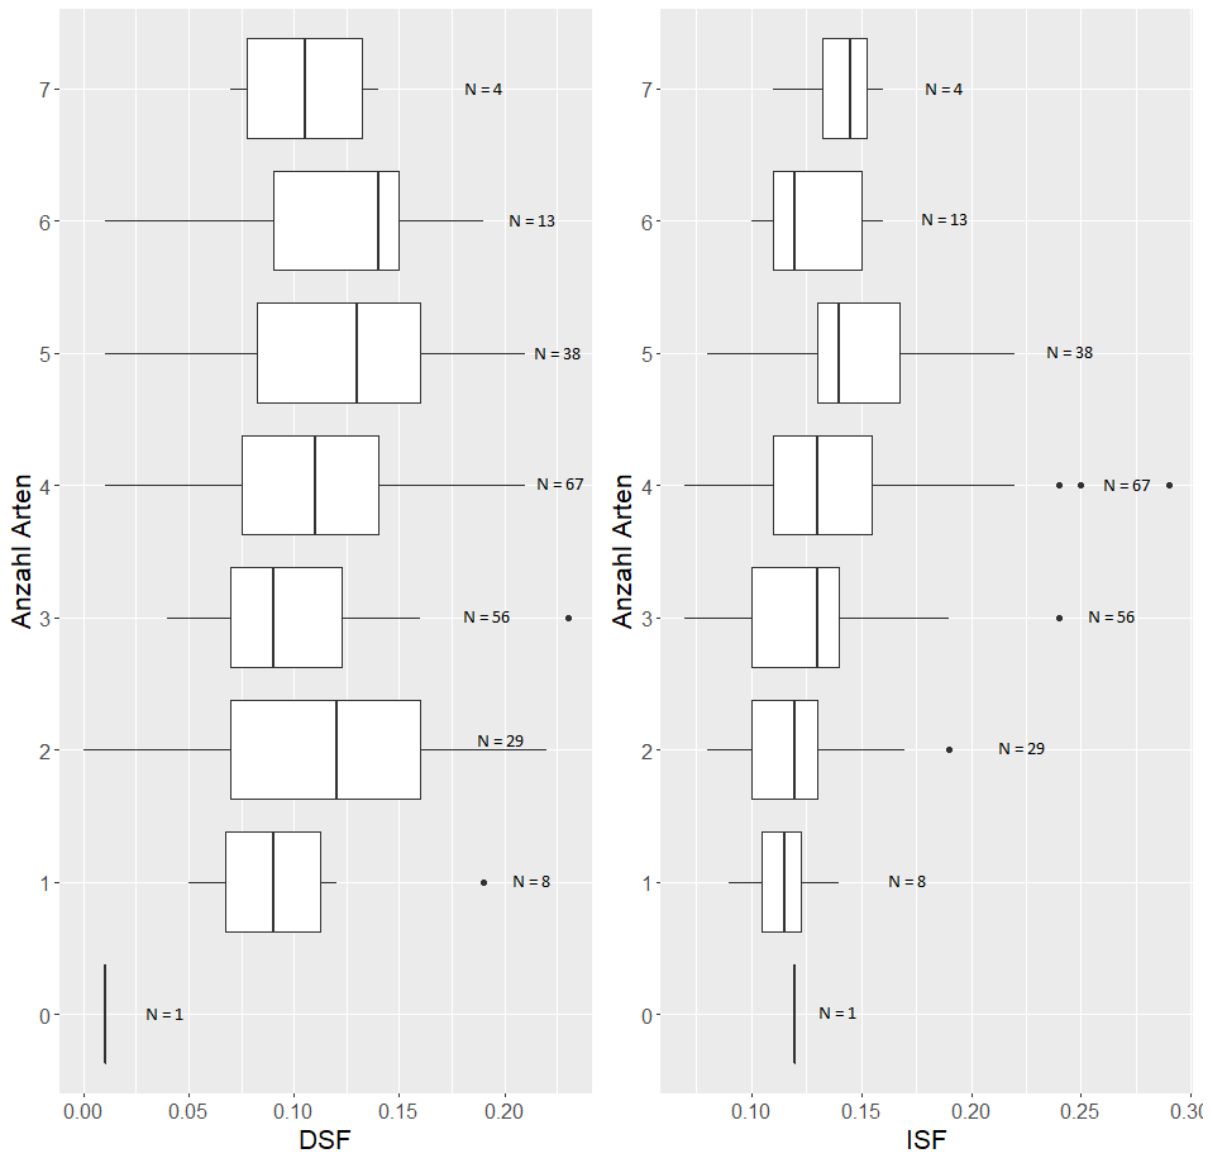 7
N = 4
6
N = 13
5
N = 38
4
N = 67
3
N = 56
2
N = 29
1
N = 8
0
N = 1
Anzahl Arten
0.00 0.05 0.10 0.15 0.20
DSF
7
N = 4
6
N = 13
5
N = 38
4
N = 67
3
N = 56
2
N = 29
1
N = 8
0
N = 1
Anzahl Arten
0.10 0.15 0.20 0.25 0.30
ISF